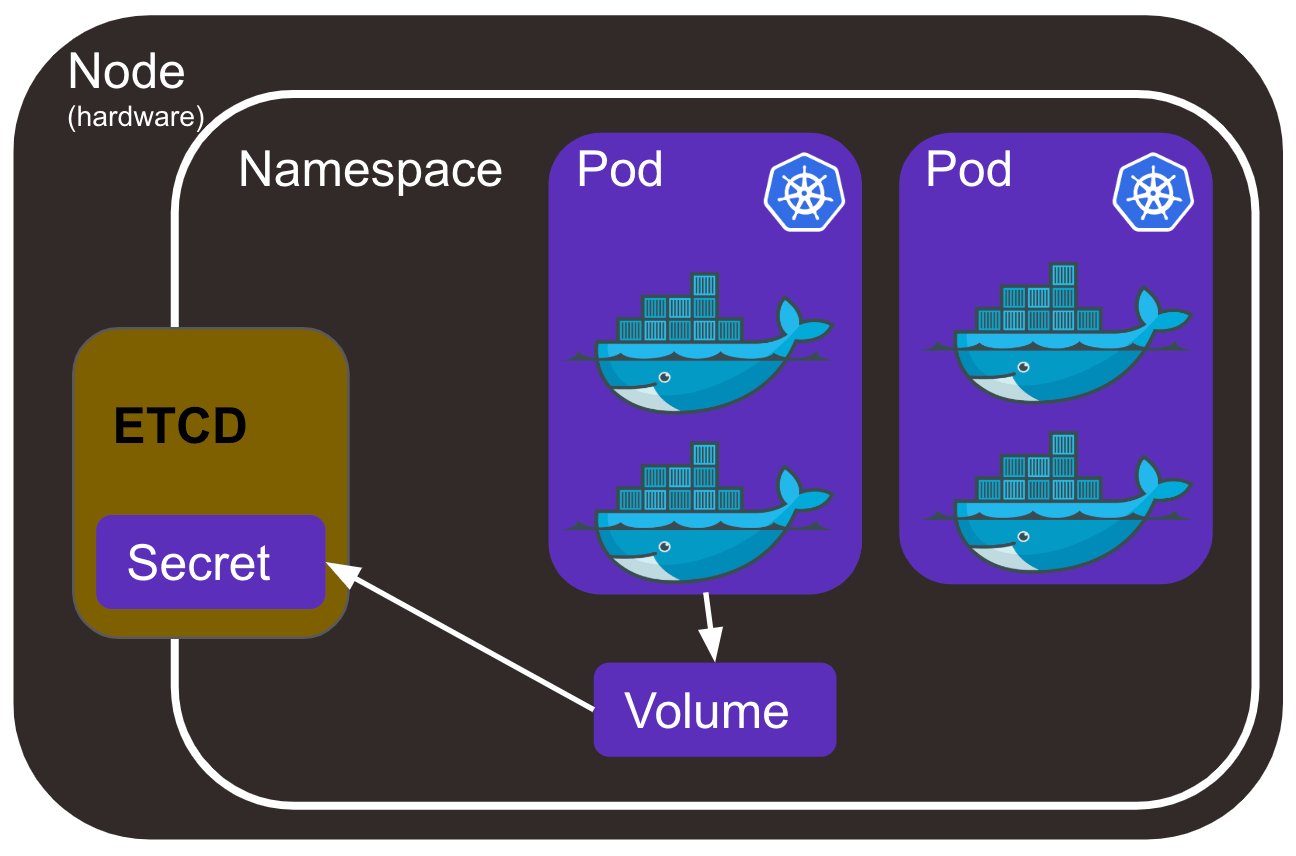 Node
(hardware)
Namespace
Pod
Pod
ETCD
Secret
Volume